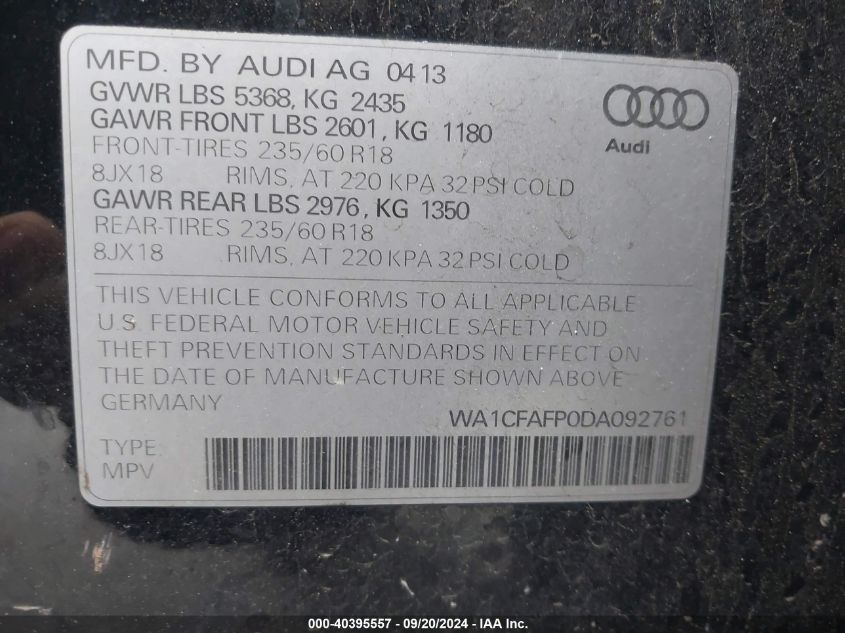 MFD. BY AUDI AG 04 13
GVWR LBS 5368, KG 2435
GAWR FRONT LBS 2601, KG 1180
FRONT-TIRES 235/60 R18
8JX18 RIMS, AT 220 KPA 32 PSI COLD
GAWR REAR LBS 2976, KG 1350
REAR-TIRES 235/60 R18
8JX18 RIMS, AT 220 KPA 32 PSI COLD
Audi
THIS VEHICLE CONFORMS TO ALL APPLICABLE
U.S. FEDERAL MOTOR VEHICLE SAFETY AND
THEFT PREVENTION STANDARDS IN EFFECT ON
THE DATE OF MANUFACTURE SHOWN ABOVE
GERMANY
WA1CFAFP0DA092761
TYPE:
MPV
000-40395557 - 09/20/2024 - IAA Inc.